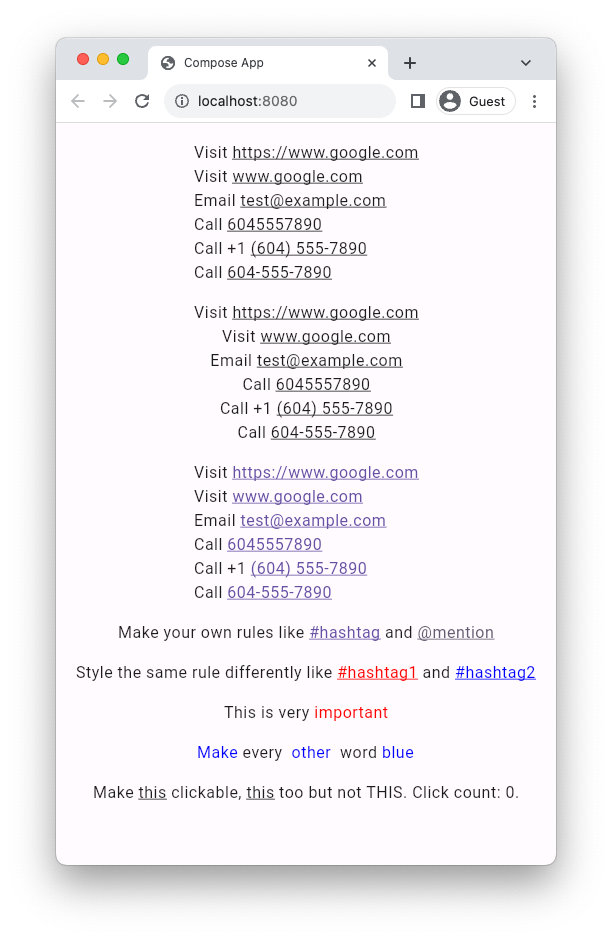 Compose App
localhost:8080
Guest
Visit https://www.google.com
Visit www.google.com
Email test@example.com
Call 6045557890
Call +1 (604) 555-7890
Call 604-555-7890
Visit https://www.google.com
Visit www.google.com
Email test@example.com
Call 6045557890
Call +1 (604) 555-7890
Call 604-555-7890
Visit https://www.google.com
Visit www.google.com
Email test@example.com
Call 6045557890
Call +1 (604) 555-7890
Call 604-555-7890
Make your own rules like #hashtag and @mention
Style the same rule differently like #hashtag1 and #hashtag2
This is very important
Make every other word blue
Make this clickable, this too but not THIS. Click count: 0.